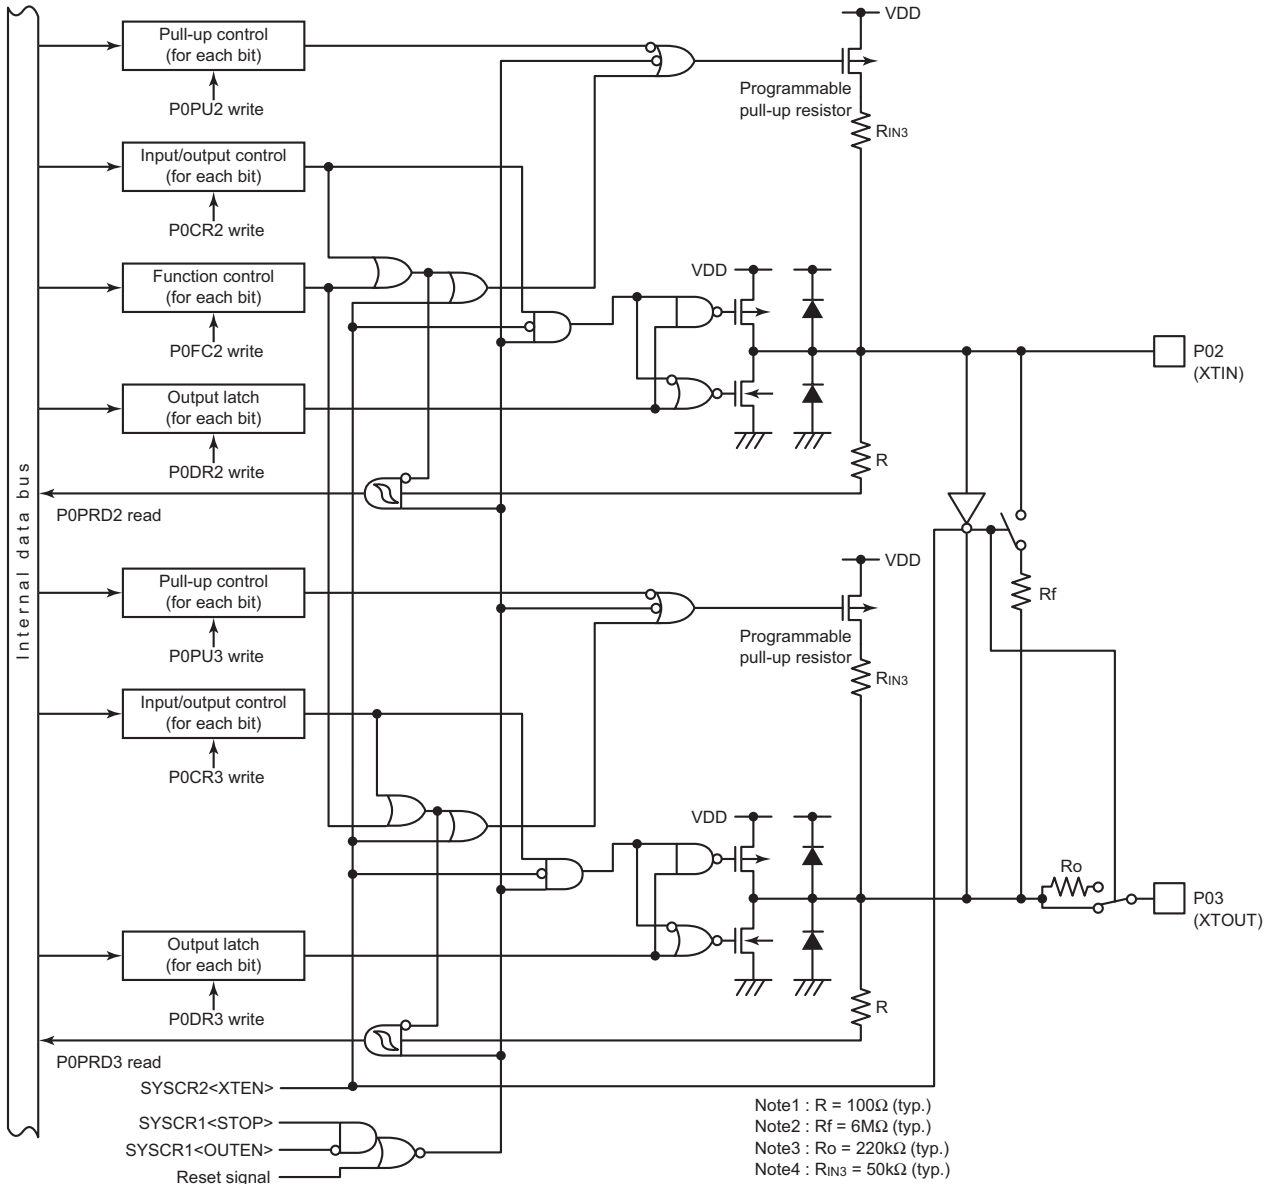 Internal data bus
Pull-up control
(for each bit)
P0PU2 write
VDD
Programmable
pull-up resistor
RIN3
Input/output control
(for each bit)
P0CR2 write
Function control
(for each bit)
P0FC2 write
VDD
P02
(XTIN)
Output latch
(for each bit)
P0DR2 write
R
P0PRD2 read
Pull-up control
(for each bit)
P0PU3 write
VDD
Rf
Programmable
pull-up resistor
RIN3
Input/output control
(for each bit)
P0CR3 write
VDD
Ro
P03
(XTOUT)
Output latch
(for each bit)
P0DR3 write
R
P0PRD3 read
SYSCR2<XTEN>
SYSCR1<STOP>
SYSCR1<OUTEN>
Reset signal
Note1 : R = 100Ω (typ.)
Note2 : Rf = 6MΩ (typ.)
Note3 : Ro = 220kΩ (typ.)
Note4 : RIN3 = 50kΩ (typ.)